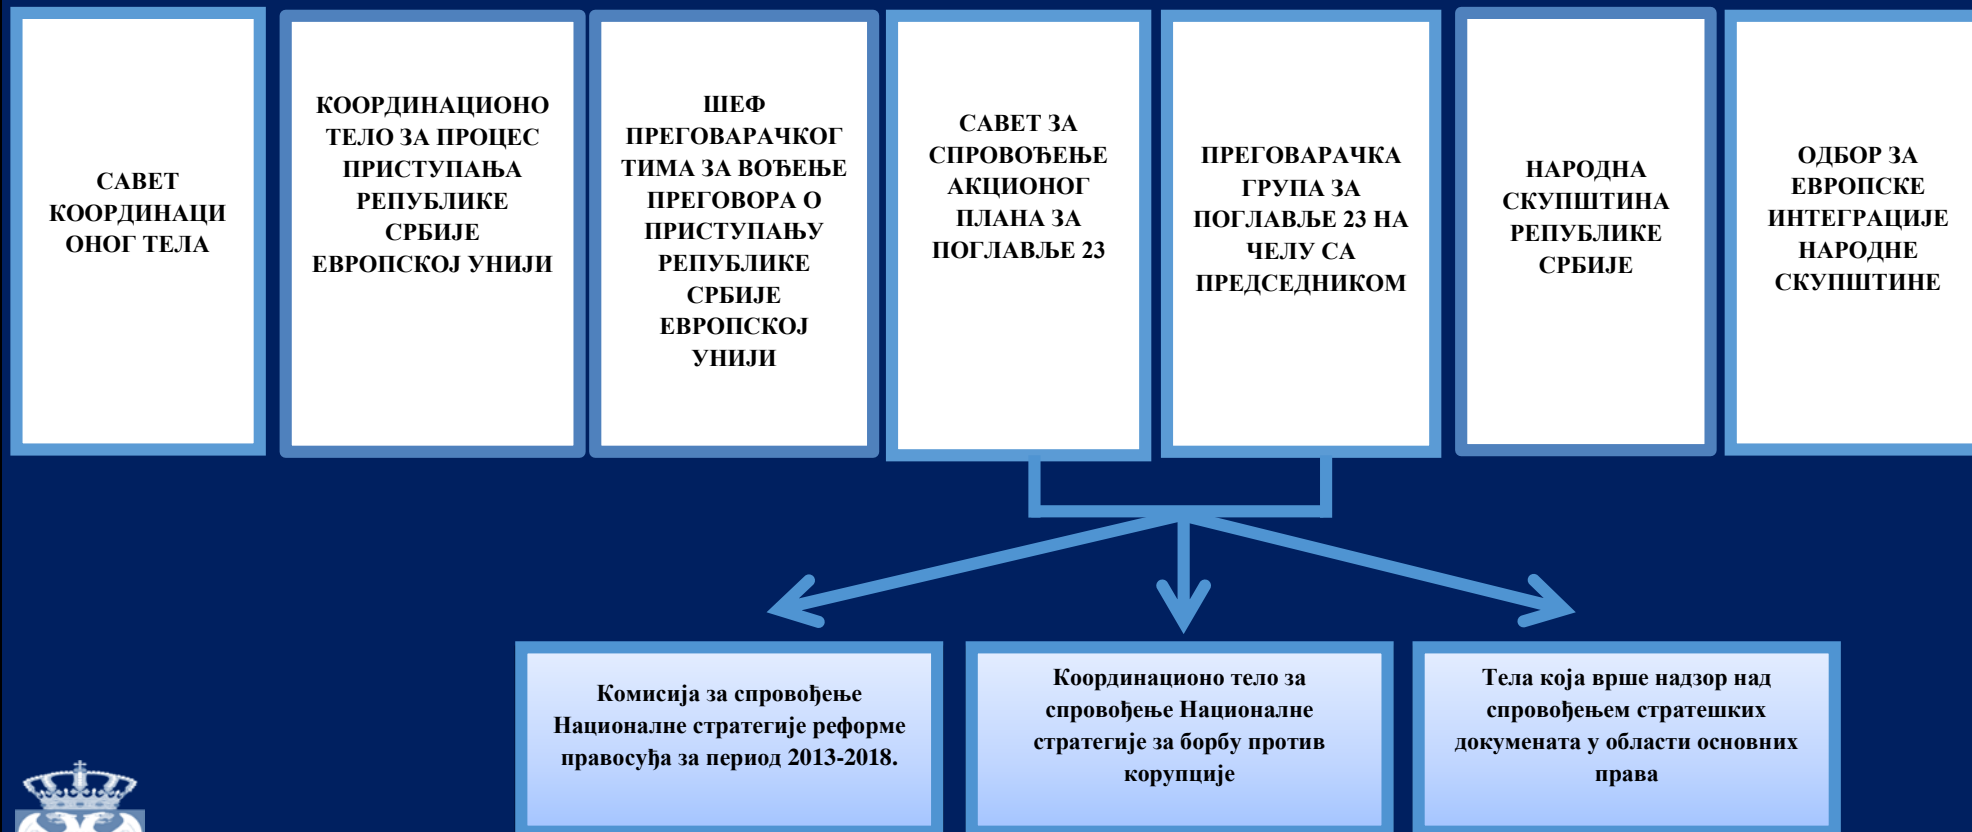 САВЕТ
КООРДИНАЦИ
ОНОГ ТЕЛА
КООРДИНАЦИОНО
ТЕЛО ЗА ПРОЦЕС
ПРИСТУПАЊА
РЕПУБЛИКЕ
СРБИЈЕ
ЕВРОПСКОЈ УНИЈИ
ШЕФ
ПРЕГОВАРАЧКОГ
ТИМА ЗА ВОЂЕЊЕ
ПРЕГОВОРА О
ПРИСТУПАЊУ
РЕПУБЛИКЕ
СРБИЈЕ
ЕВРОПСКОЈ
УНИЈИ
САВЕТ ЗА
СПРОВОЂЕЊЕ
АКЦИОНОГ
ПЛАНА ЗА
ПОГЛАВЉЕ 23
ПРЕГОВАРАЧКА
ГРУПА ЗА
ПОГЛАВЉЕ 23 НА
ЧЕЛУ СА
ПРЕДСЕДНИКОМ
НАРОДНА
СКУПШТИНА
РЕПУБЛИКЕ
СРБИЈЕ
ОДБОР ЗА
ЕВРОПСКЕ
ИНТЕГРАЦИЈЕ
НАРОДНЕ
СКУПШТИНЕ
Комисија за спровођење
Националне стратегије реформе
правосуђа за период 2013-2018.
Координационо тело за
спровођење Националне
стратегије за борбу против
корупције
Тела која врше надзор над
спровођењем стратешких
докумената у области основних
права